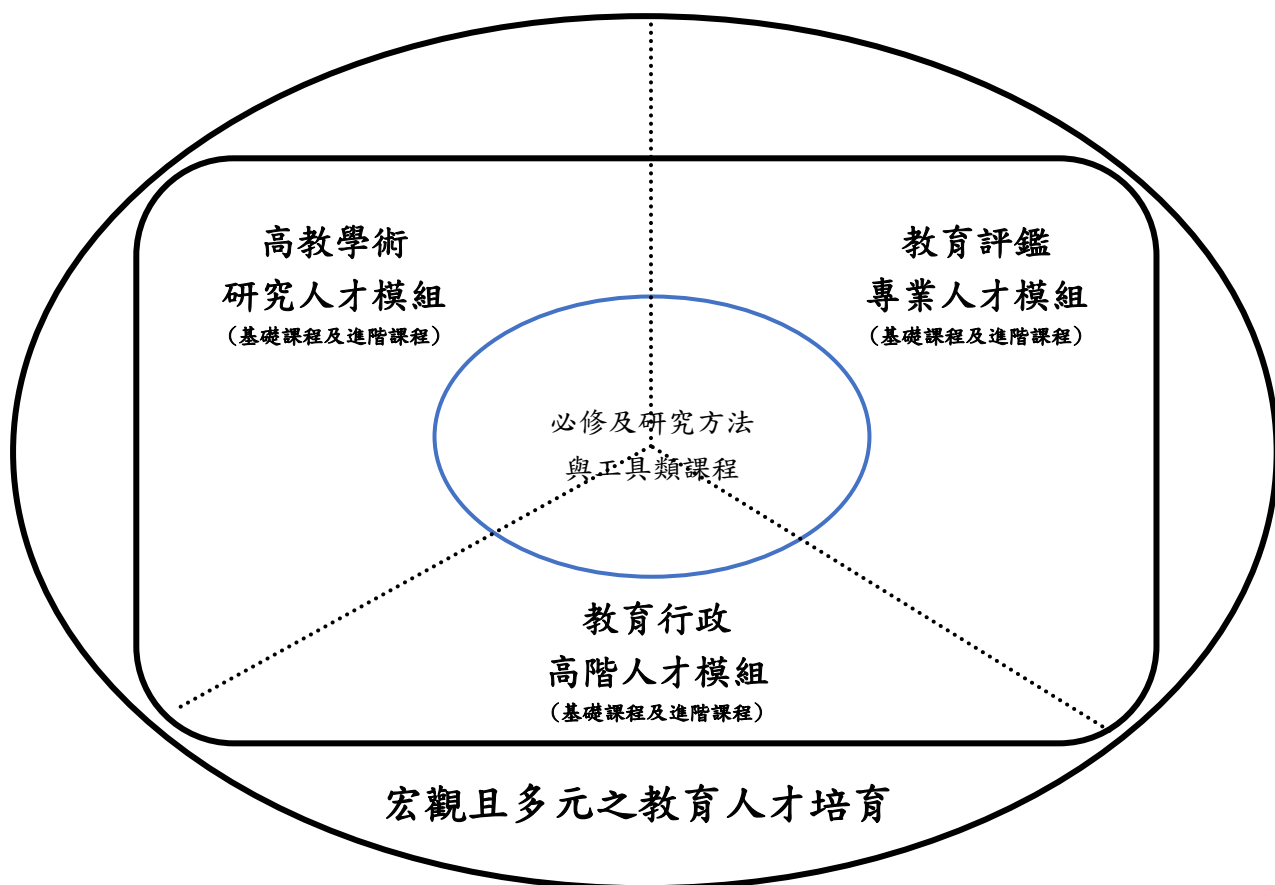 高教學術
研究人才模組
（基礎課程及進階課程）
教育評鑑
專業人才模組
（基礎課程及進階課程）
必修及研究方法
與工具類課程
教育行政
高階人才模組
（基礎課程及進階課程）
宏觀且多元之教育人才培育